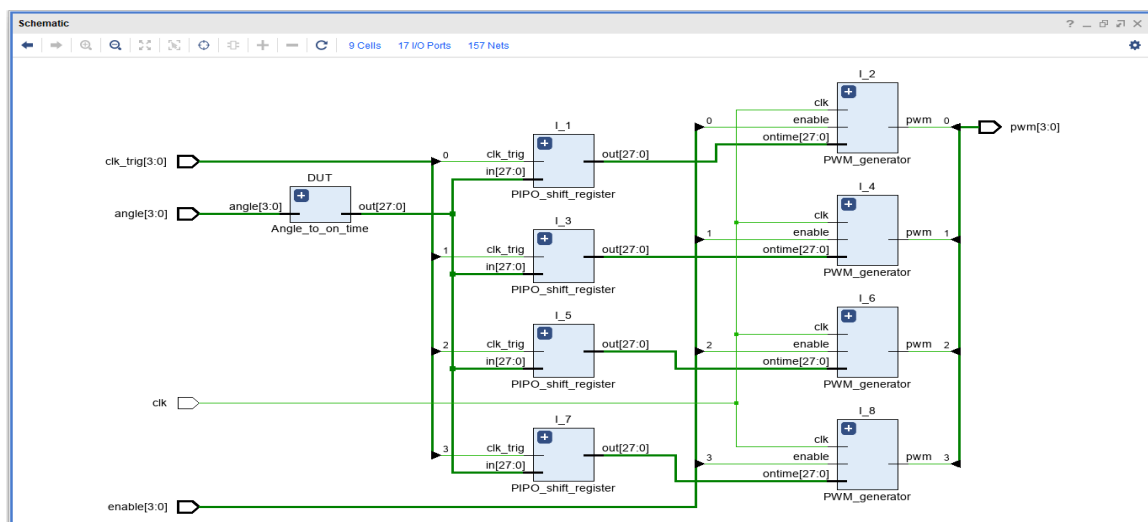 Schematic
9 Cells 17 I/O Ports 157 Nets
clk_trig[3:0]
angle[3:0]
clk
enable[3:0]
DUT
angle[3:0] out[27:0]
Angle_to_on_time
I_1
0 clk_trig out[27:0]
in[27:0]
PIPO_shift_register
I_3
1 clk_trig out[27:0]
in[27:0]
PIPO_shift_register
I_5
2 clk_trig out[27:0]
in[27:0]
PIPO_shift_register
I_7
3 clk_trig out[27:0]
in[27:0]
PIPO_shift_register
I_2
clk
0 enable pwm 0
ontime[27:0]
PWM_generator
I_4
clk
1 enable pwm 1
ontime[27:0]
PWM_generator
I_6
clk
2 enable pwm 2
ontime[27:0]
PWM_generator
I_8
clk
3 enable pwm 3
ontime[27:0]
PWM_generator
pwm[3:0]